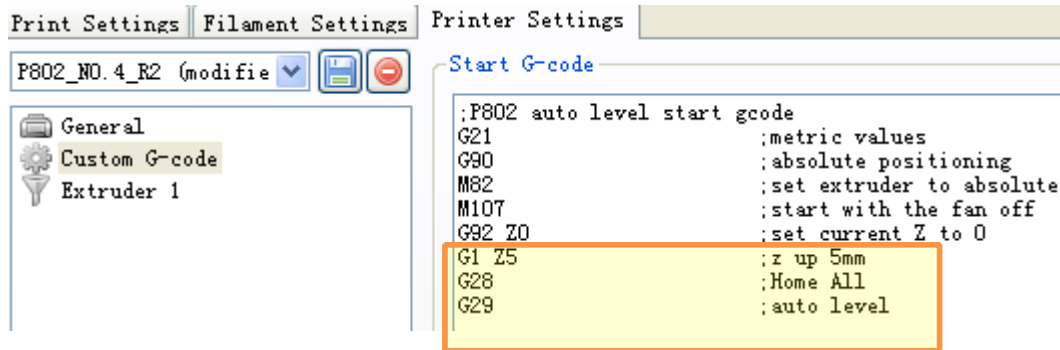 Print Settings Filament Settings Printer Settings
P802_NO.4_R2 (modifie
General
Custom G-code
Extruder 1
Start G-code
;P802 auto level start gcode
G21 ;metric values
G90 ;absolute positioning
M82 ;set extruder to absolute
M107 ;start with the fan off
G92 Z0 ;set current Z to 0
G1 Z5 ;z up 5mm
G28 ;Home All
G29 ;auto level